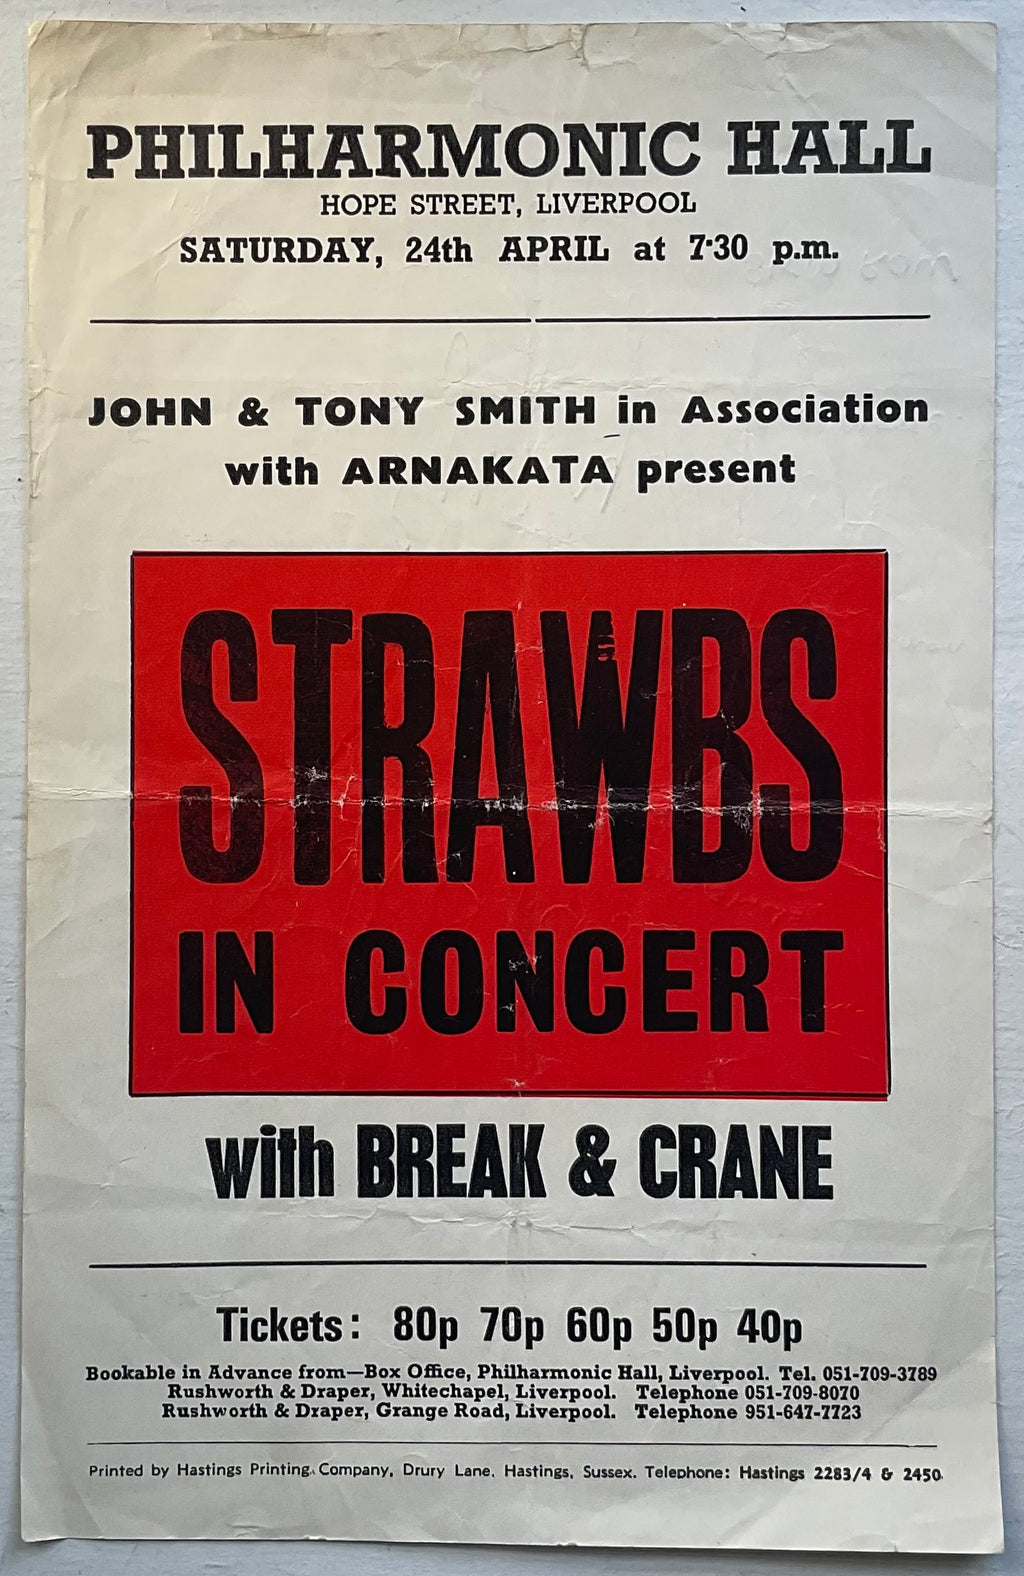 PHILHARMONIC HALL
HOPE STREET, LIVERPOOL
SATURDAY, 24th APRIL at 7·30 p.m.
JOHN & TONY SMITH in Association
with ARNAKATA present
STRAWBS
IN CONCERT
with BREAK & CRANE
Tickets: 80p 70p 60p 50p 40p
Bookable in Advance from—Box Office, Philharmonic Hall, Liverpool. Tel. 051-709-3789
Rushworth & Draper, Whitechapel, Liverpool. Telephone 051-709-8070
Rushworth & Draper, Grange Road, Liverpool. Telephone 951-647-7723
Printed by Hastings Printing Company, Drury Lane, Hastings, Sussex. Telephone: Hastings 2283/4 & 2450